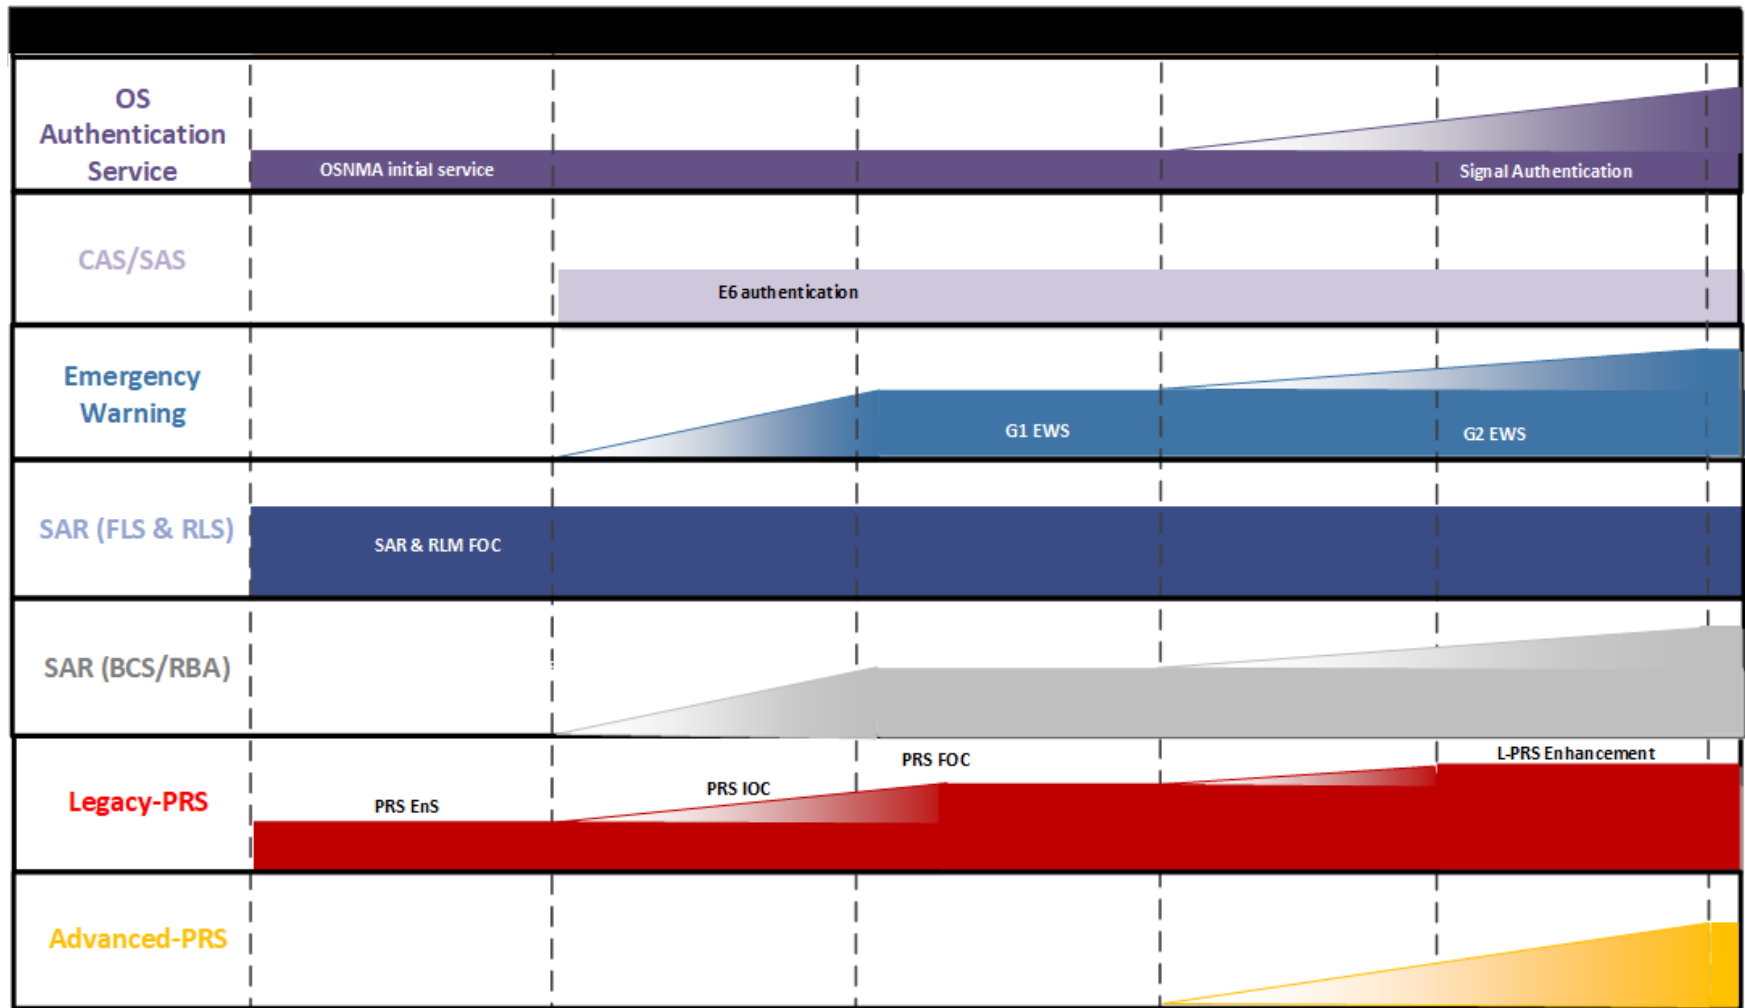 OS
Authentication
Service
OSNMA initial service
Signal Authentication
CAS/SAS
E6 authentication
Emergency
Warning
G1 EWS
G2 EWS
SAR (FLS & RLS)
SAR & RLM FOC
SAR (BCS/RBA)
Legacy-PRS
PRS EnS
PRS IOC
PRS FOC
L-PRS Enhancement
Advanced-PRS